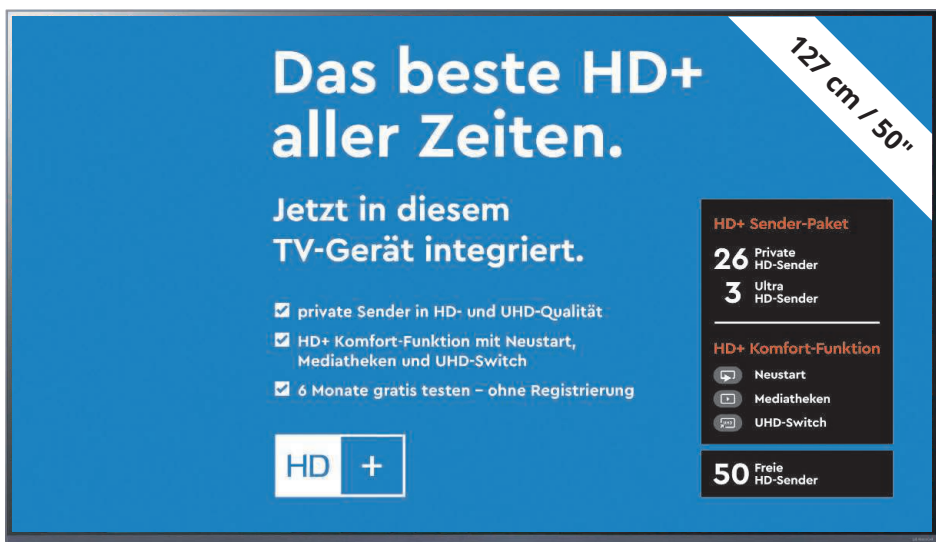 Das beste HD+
aller Zeiten.
127 cm / 50"
Jetzt in diesem
TV-Gerät integriert.
private Sender in HD- und UHD-Qualität
HD+ Komfort-Funktion mit Neustart,
Mediatheken und UHD-Switch
6 Monate gratis testen – ohne Registrierung
HD +
HD+ Sender-Paket
26 Private
HD-Sender
3 Ultra
HD-Sender
HD+ Komfort-Funktion
Neustart
Mediatheken
UHD-Switch
50 Freie
HD-Sender